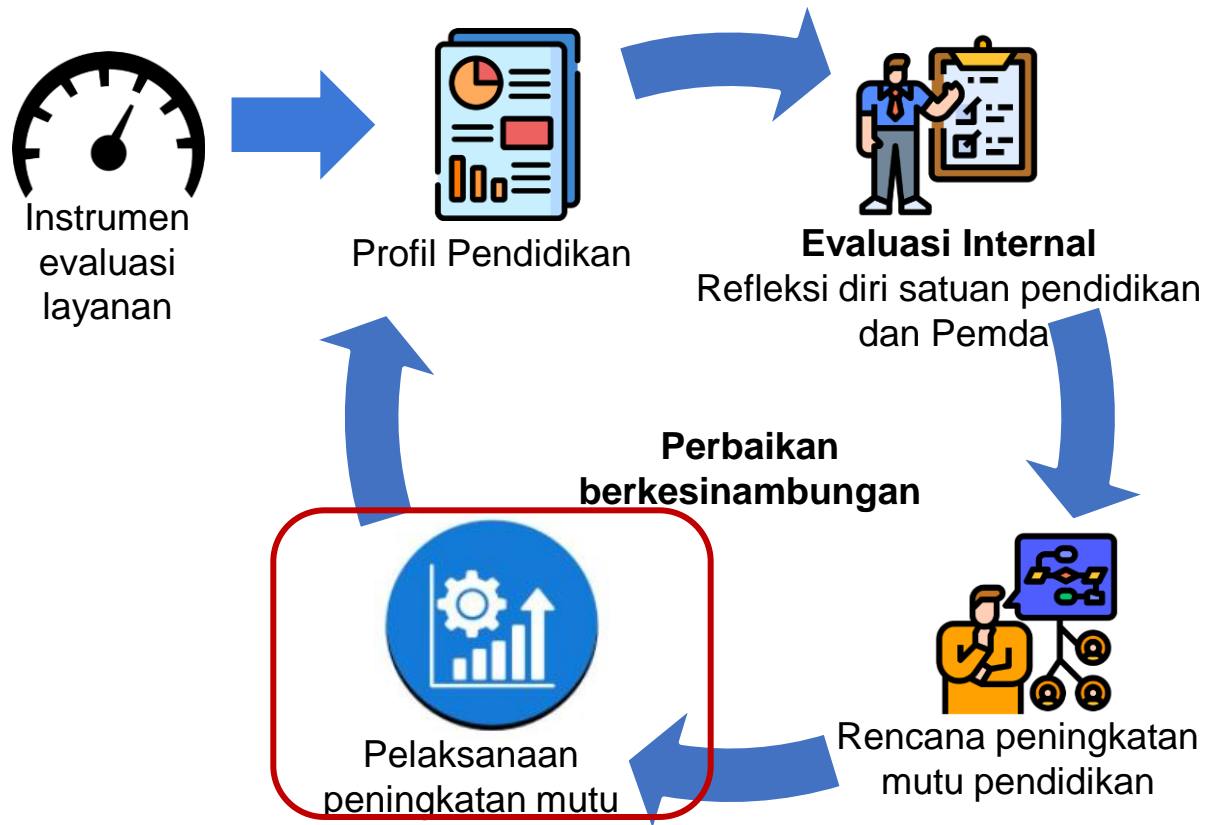 Instrumen
evaluasi
layanan
Profil Pendidikan
Evaluasi Internal
Refleksi diri satuan pendidikan
dan Pemda
Perbaikan
berkesinambungan
Rencana peningkatan
mutu pendidikan
Pelaksanaan
peningkatan mutu